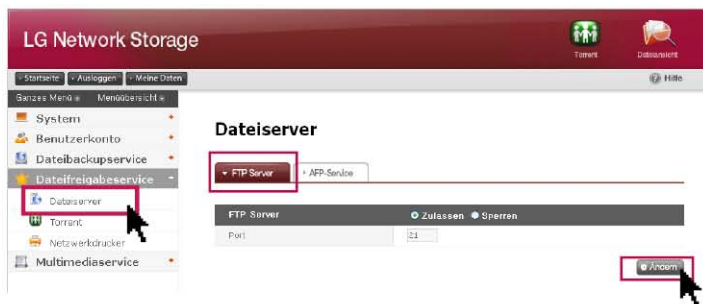 LG Network Storage
Torrent
Dateiansicht
Startseite
Ausloggen
Meine Daten
Hilfe
Ganzes Menü
Menüübersicht
System
Benutzerkonto
Dateibackupservice
Dateifreigabeservice
Dateiserver
Torrent
Netzwerkdrucker
Multimediaservice
Dateiserver
FTP Server
AFP-Service
FTP Server
Zulassen
Sperren
Port
21
Ändern